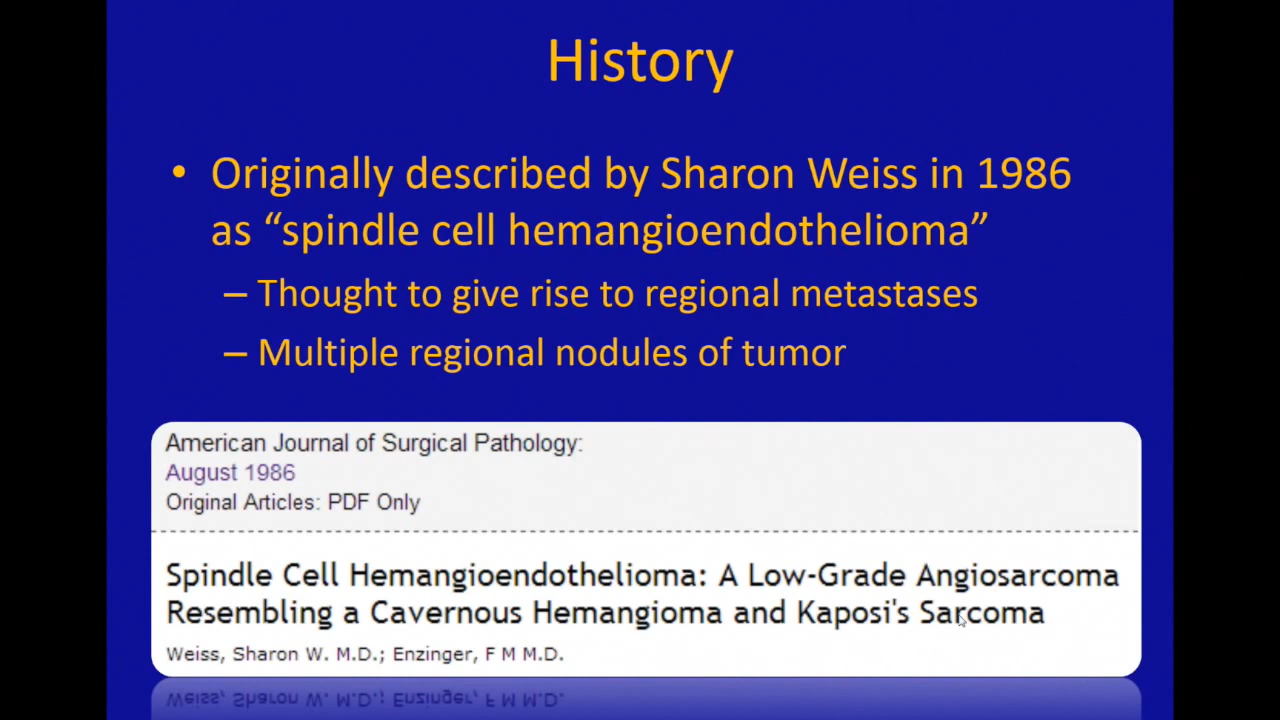 History
• Originally described by Sharon Weiss in 1986
as “spindle cell hemangioendothelioma”
– Thought to give rise to regional metastases
– Multiple regional nodules of tumor
American Journal of Surgical Pathology:
August 1986
Original Articles: PDF Only
Spindle Cell Hemangioendothelioma: A Low-Grade Angiosarcoma
Resembling a Cavernous Hemangioma and Kaposi's Sarcoma
Weiss, Sharon W. M.D.; Enzinger, F M M.D.